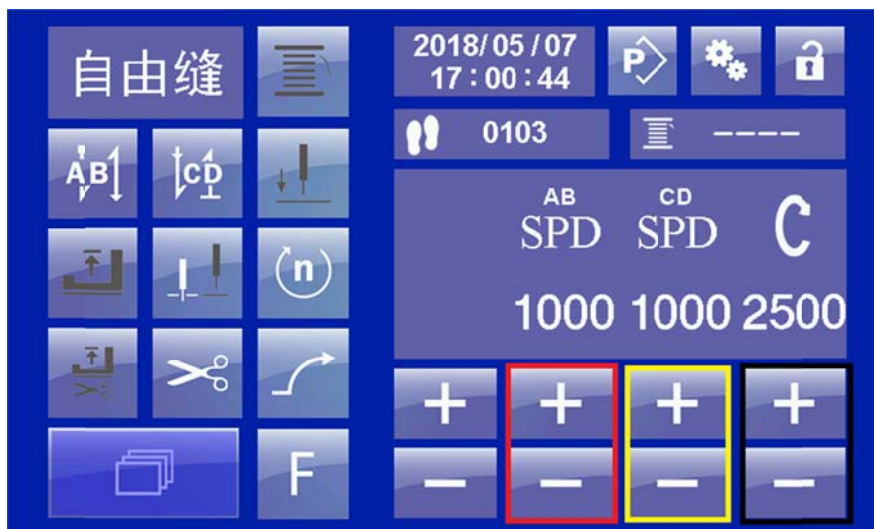 自由缝
2018/05/07
17:00:44
P
0103
----
AB
CD
AB
SPD
CD
SPD
1000 1000 2500
n
F
+ + + +
- - - -